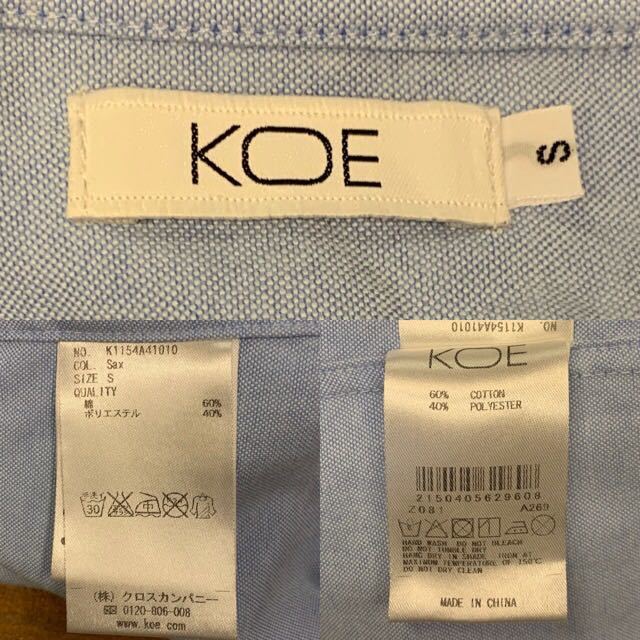 KOE
S
NO. K1154A41010
COL. Sax
SIZE S
QUALITY
綿 60%
ポリエステル 40%
30
中
(株) クロスカンパニー
0120-806-008
www.koe.com
NO. K1154A41010
KOE
60% COTTON
40% POLYESTER
2150405629608
Z081 A269
HAND WASH DO NOT BLEACH
DO NOT TUMBLE DRY
HANG DRY IN SHADE IRON AT
MAXIMUM TEMPERATURE OF 150℃
DO NOT DRY CLEAN
MADE IN CHINA